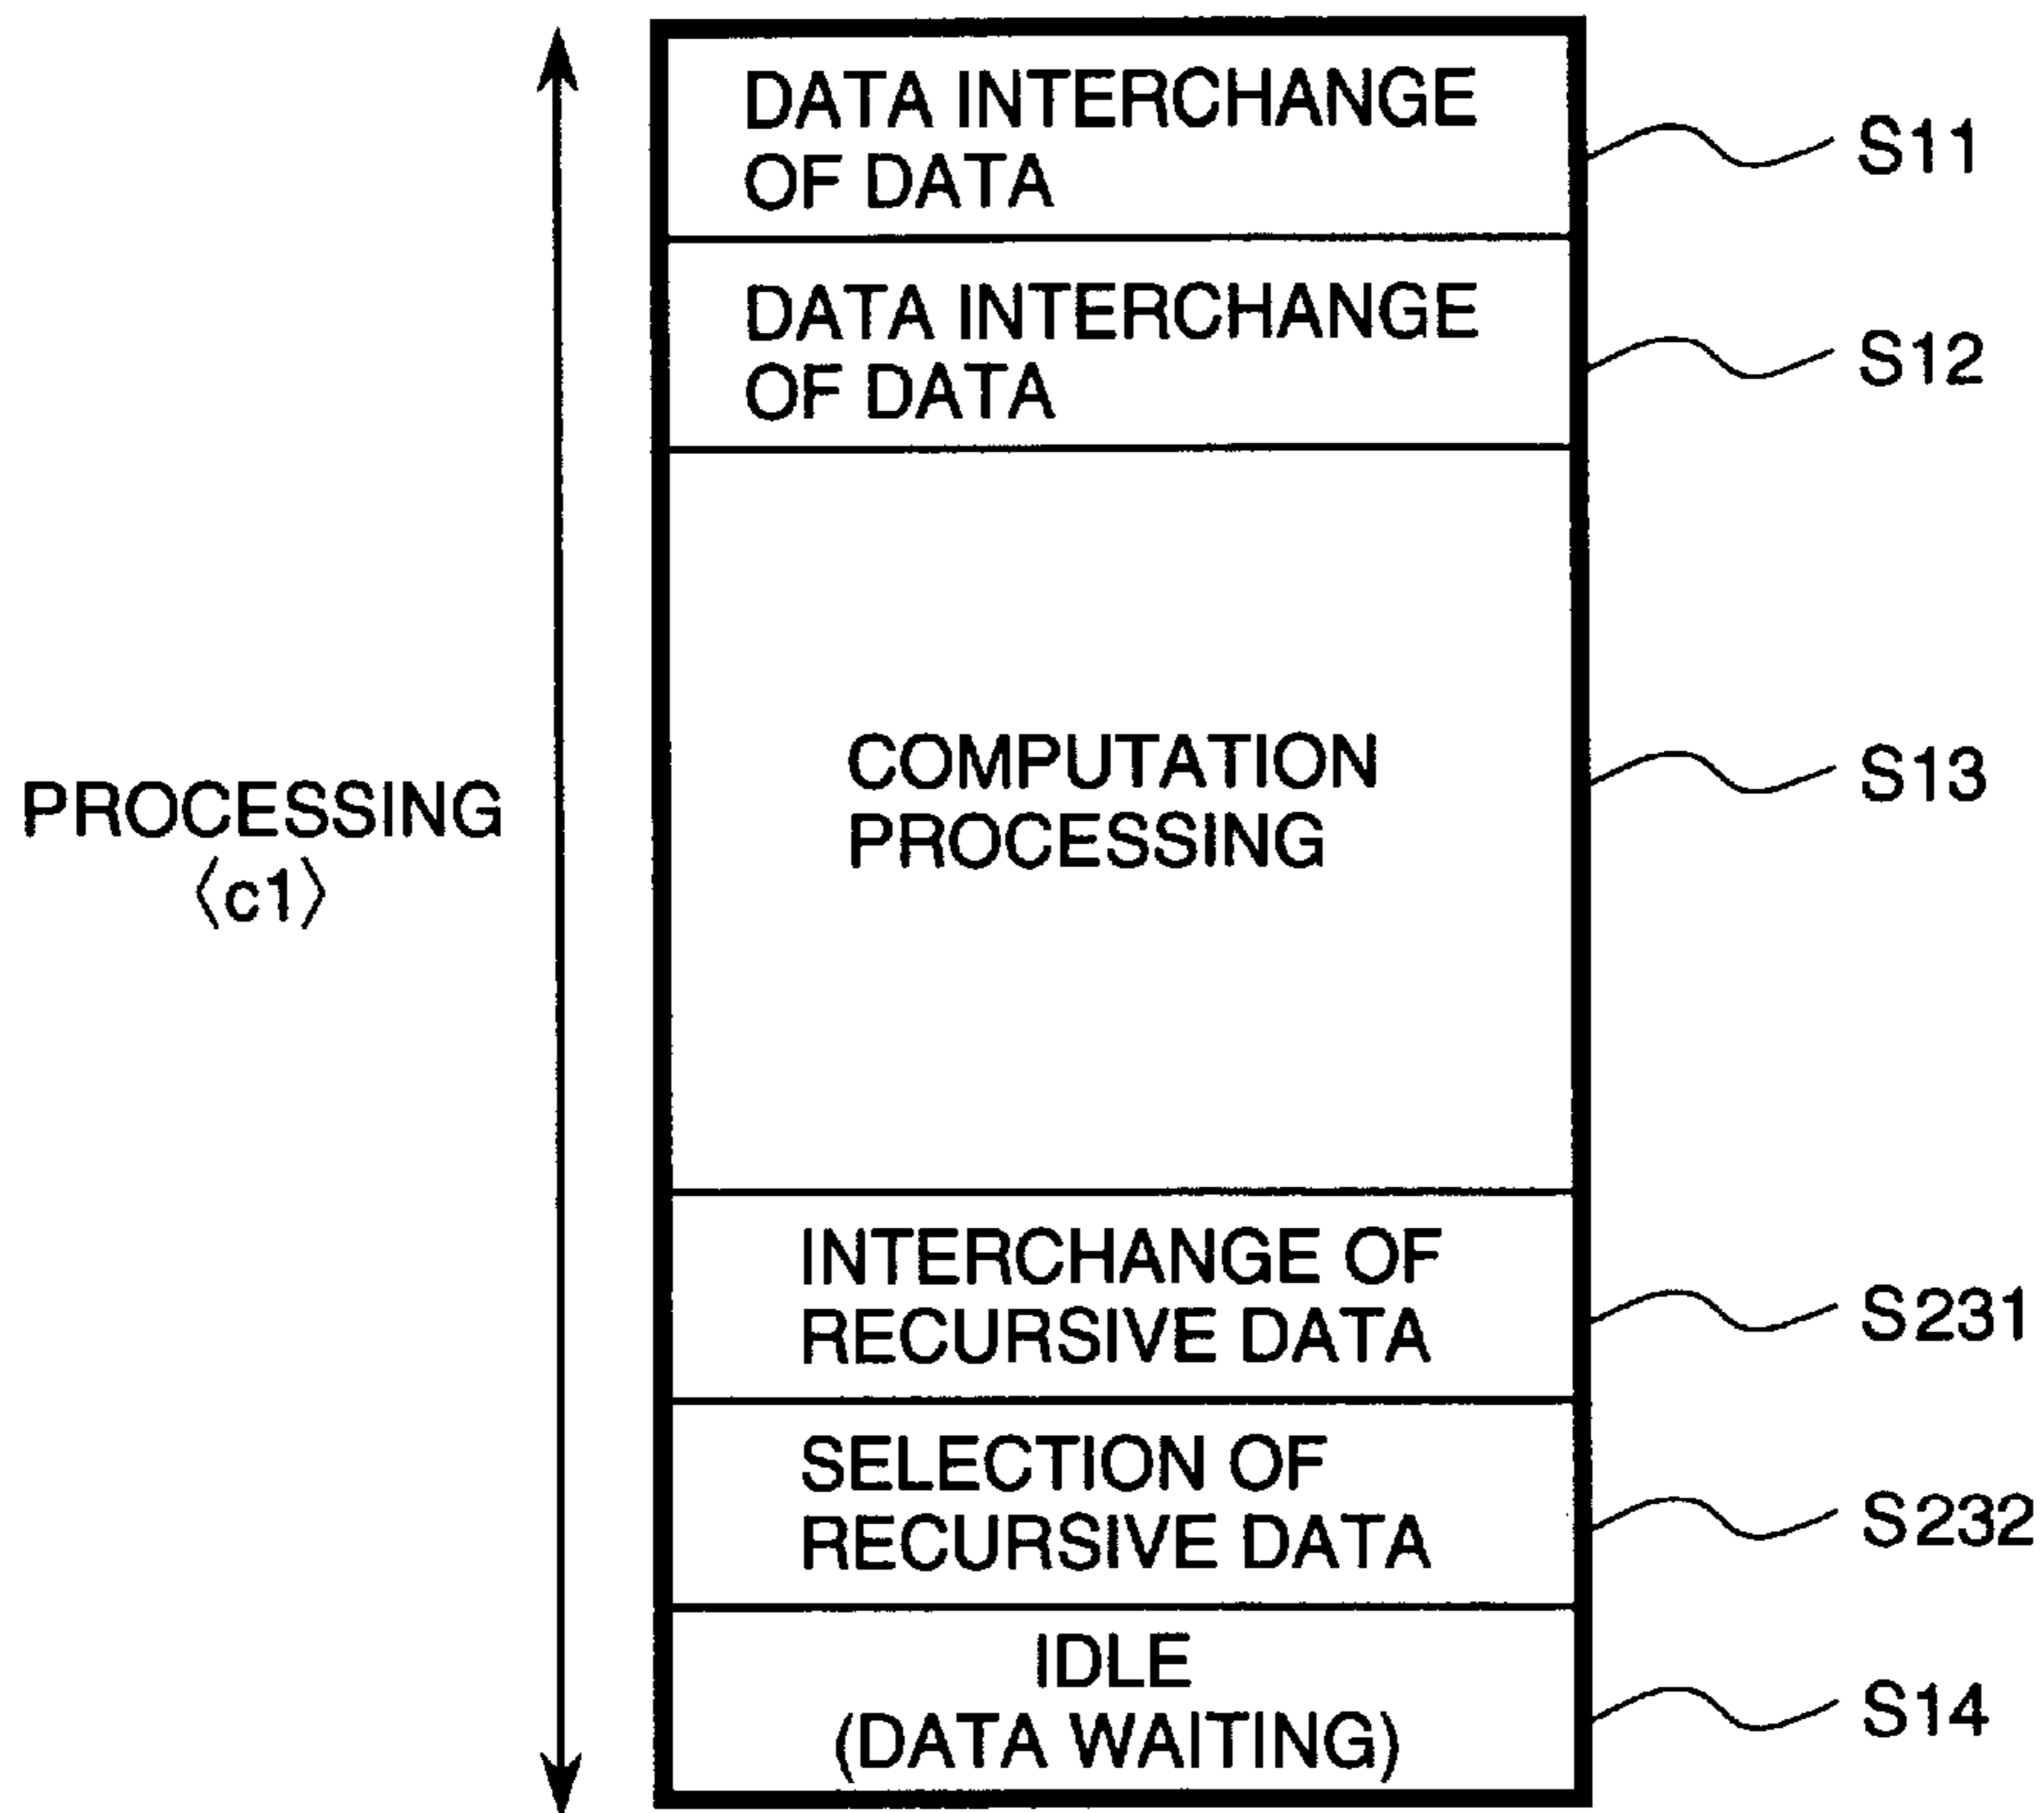 DATA INTERCHANGE
OF DATA
S11
DATA INTERCHANGE
OF DATA
S12
COMPUTATION
PROCESSING
S13
PROCESSING
〈c1〉
INTERCHANGE OF
RECURSIVE DATA
S231
SELECTION OF
RECURSIVE DATA
S232
IDLE
(DATA WAITING)
S14